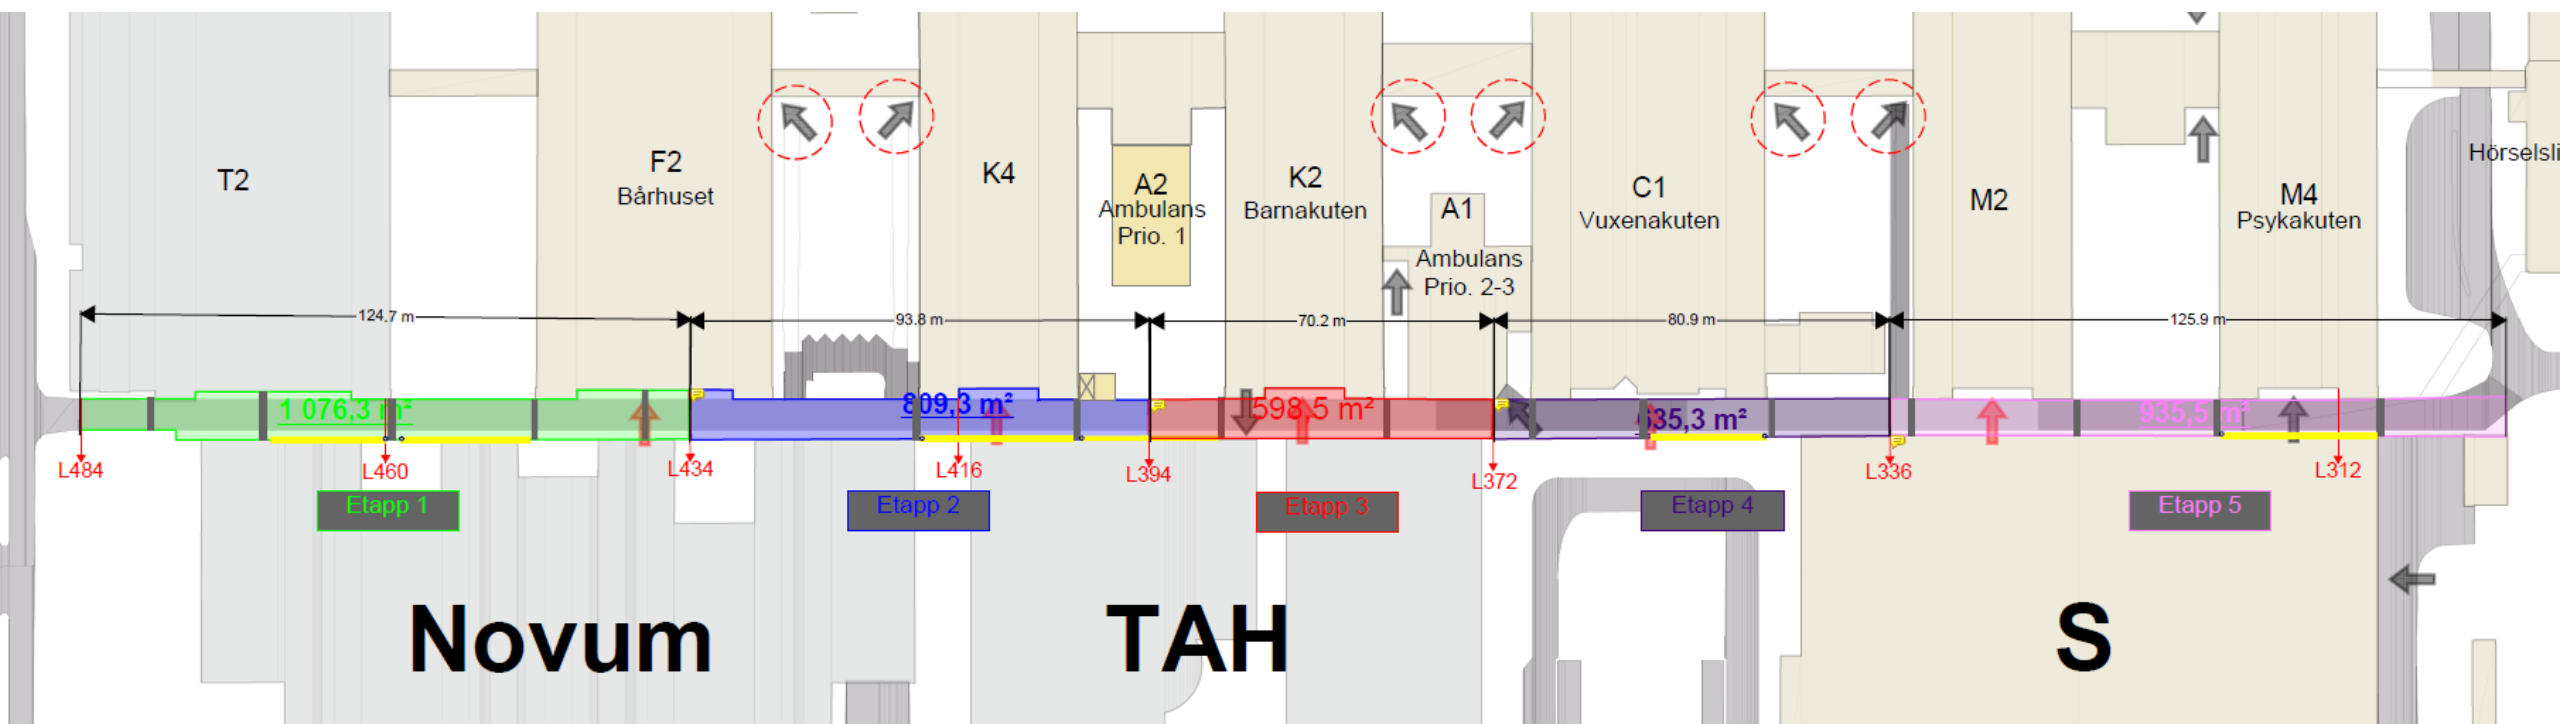 T2
F2
Bårhuset
K4
A2
Ambulans
Prio. 1
K2
Barnakuten
A1
Ambulans
Prio. 2-3
C1
Vuxenakuten
M2
M4
Psykakuten
124.7 m
93.8 m
70.2 m
80.9 m
125.9 m
1 076,3 m²
809,3 m²
598,5 m²
35,3 m²
935,5 m²
L484
L460
L434
L416
L394
L372
L336
L312
Etapp 1
Etapp 2
Etapp 3
Etapp 4
Etapp 5
Novum
TAH
S